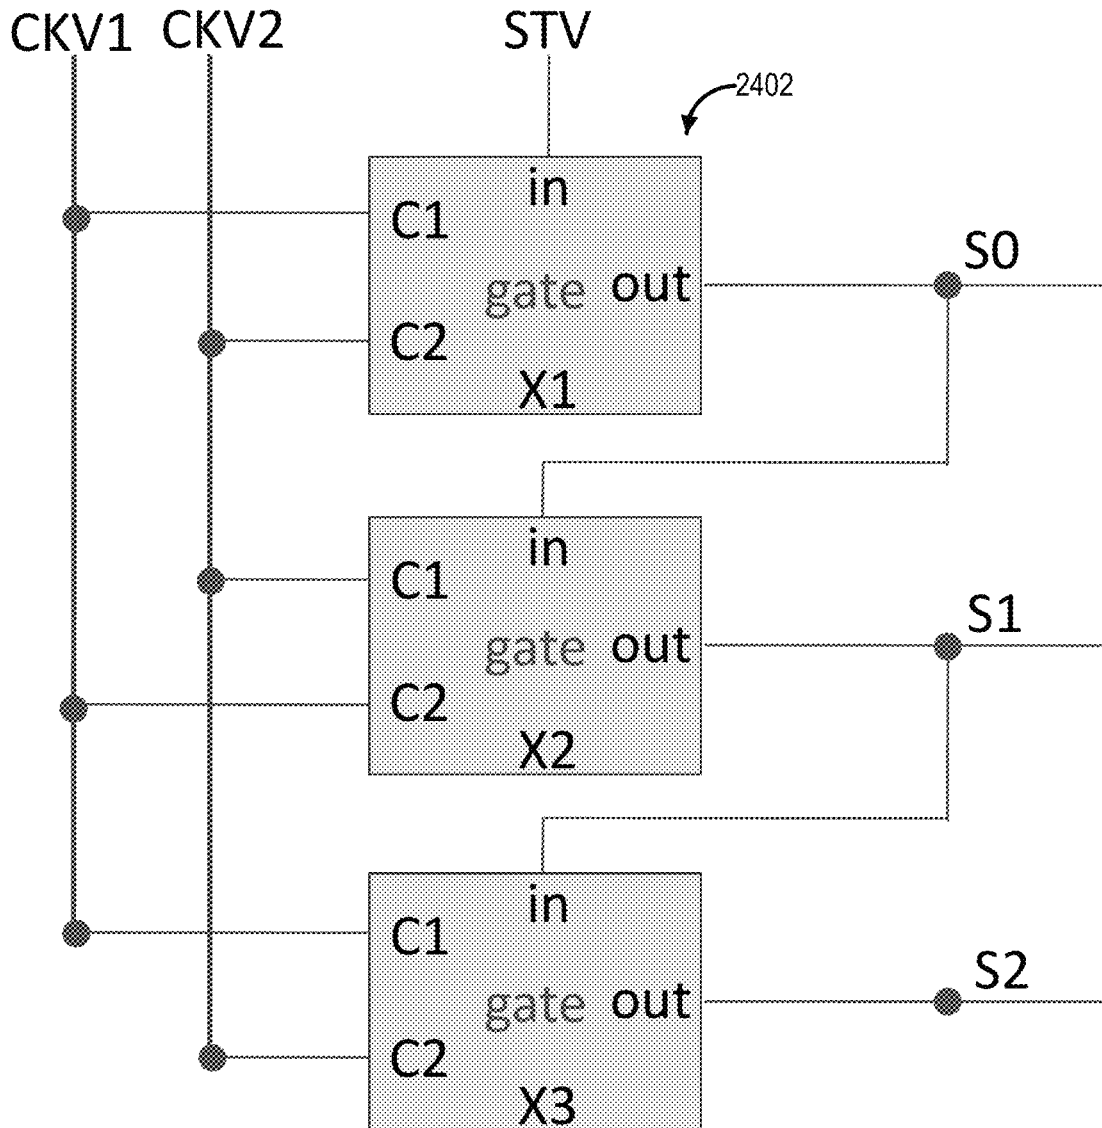 CKV1 CKV2 STV
2402
in
C1
S0
gate out
C2
X1
in
C1
S1
gate out
C2
X2
in
C1
S2
gate out
C2
X3